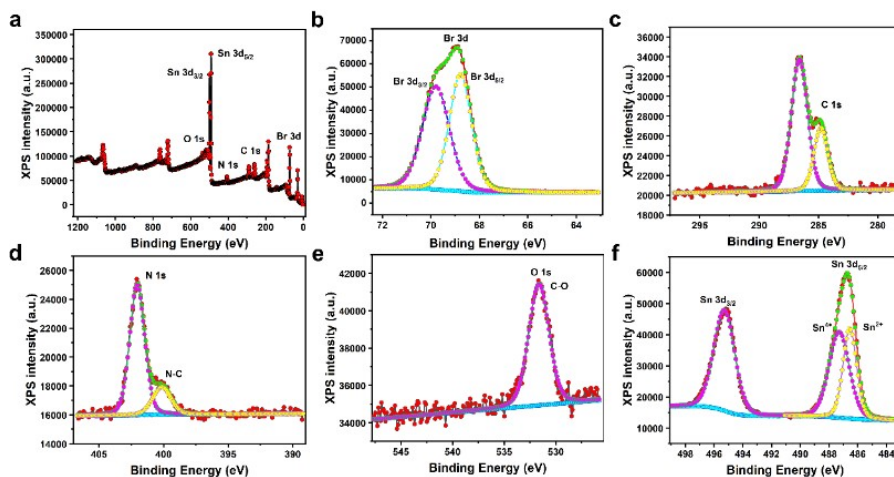 a
350000
300000
250000
200000
150000
100000
50000
0
XPS intensity (a.u.)
Sn 3d5/2
Sn 3d3/2
O 1s
N 1s
C 1s
Br 3d
1200 1000 800 600 400 200 0
Binding Energy (eV)
b
70000
60000
50000
40000
30000
20000
10000
0
XPS intensity (a.u.)
Br 3d
Br 3d3/2
Br 3d5/2
72 70 68 66 64
Binding Energy (eV)
c
34000
32000
30000
28000
26000
24000
22000
20000
18000
XPS intensity (a.u.)
C 1s
295 290 285 280
Binding Energy (eV)
d
26000
24000
22000
20000
18000
16000
14000
XPS intensity (a.u.)
N 1s
N-C
405 400 395 390
Binding Energy (eV)
e
42000
40000
38000
36000
34000
XPS intensity (a.u.)
O 1s
C-O
545 540 535 530
Binding Energy (eV)
f
60000
50000
40000
30000
20000
10000
XPS intensity (a.u.)
Sn 3d5/2
Sn 3d3/2
Sn4+
Sn2+
498 496 494 492 490 488 486 484
Binding Energy (eV)